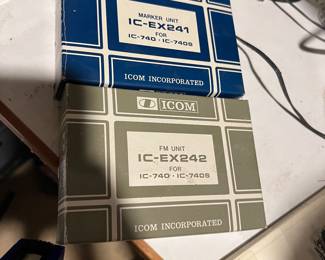 MARKER UNIT
IC-EX241
FOR
IC-740 · IC-740S
ICOM INCORPORATED
ICOM
FM UNIT
IC-EX242
FOR
IC-740 · IC-740S
ICOM INCORPORATED